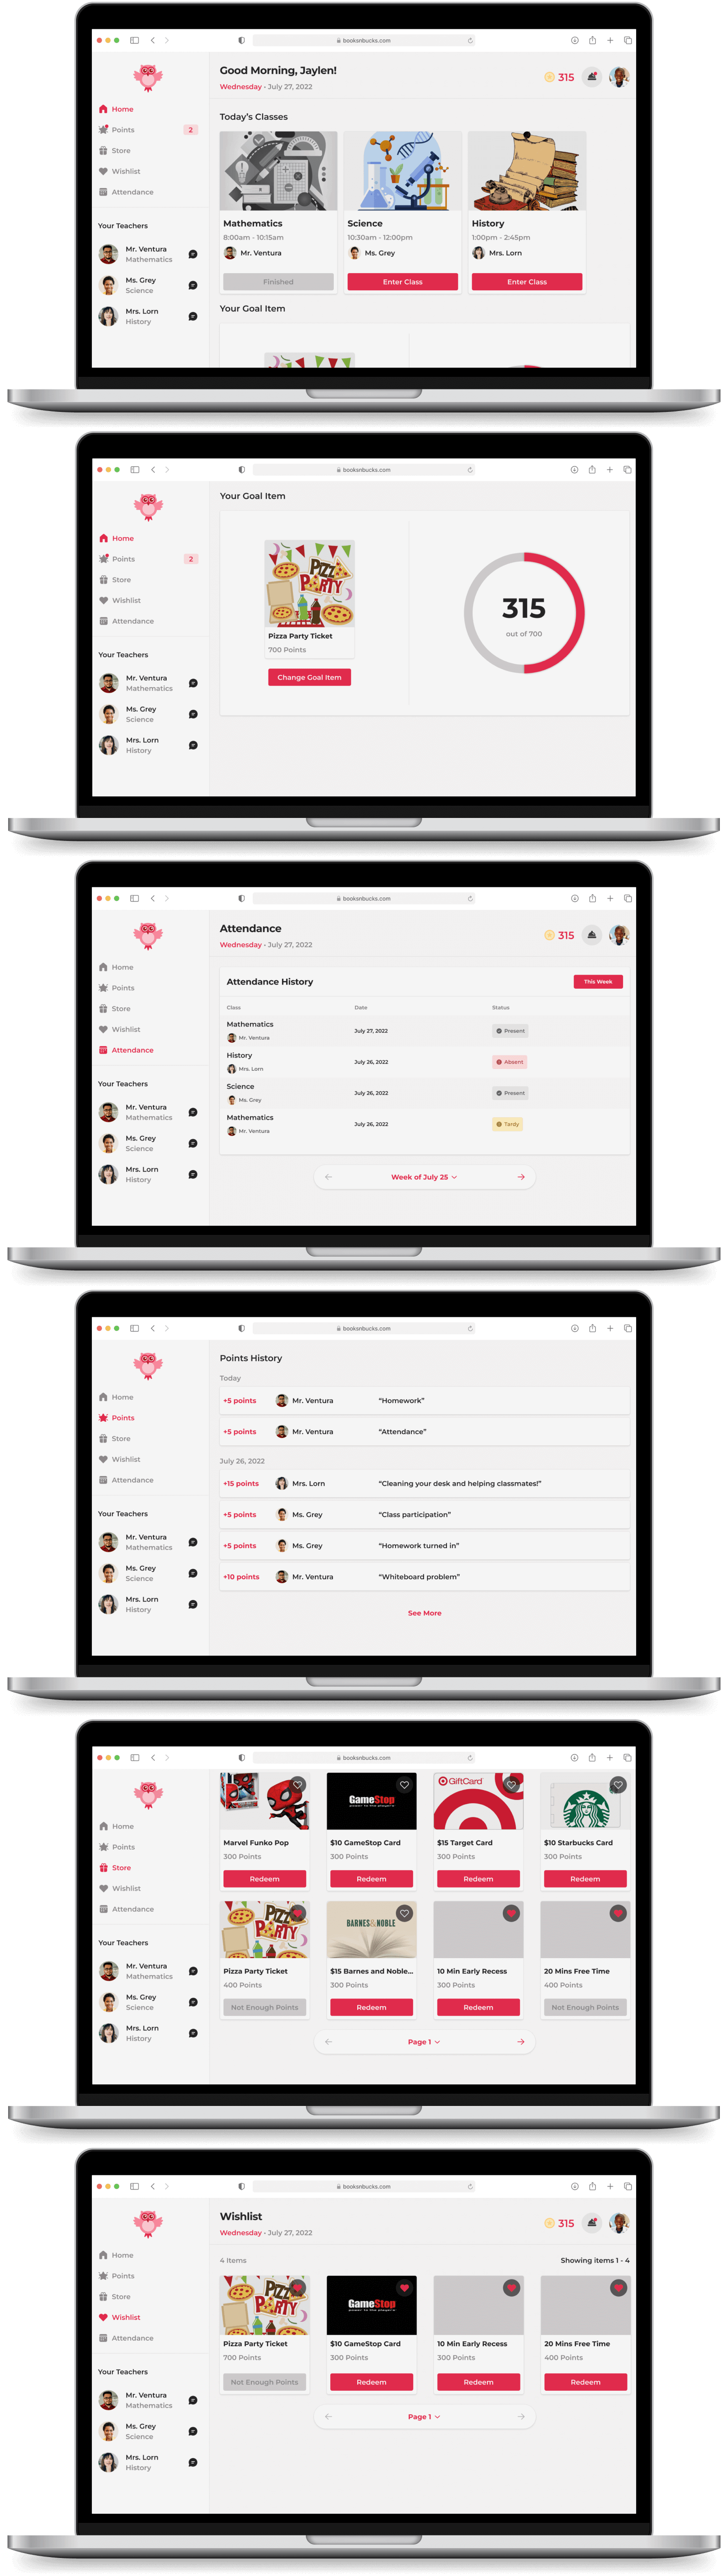 booksnbucks.com
Good Morning, Jaylen!
Wednesday - July 27, 2022
315
Home
Points
2
Store
Wishlist
Attendance
Your Teachers
Mr. Ventura
Mathematics
Ms. Grey
Science
Mrs. Lorn
History
Today's Classes
Mathematics
8:00am - 10:15am
Mr. Ventura
Finished
Science
10:30am - 12:00pm
Ms. Grey
Enter Class
History
1:00pm - 2:45pm
Mrs. Lorn
Enter Class
Your Goal Item
booksnbucks.com
Home
Points
2
Store
Wishlist
Attendance
Your Teachers
Mr. Ventura
Mathematics
Ms. Grey
Science
Mrs. Lorn
History
Your Goal Item
PIZZA
PARTY
Pizza Party Ticket
700 Points
Change Goal Item
315
out of 700
booksnbucks.com
Home
Points
Store
Wishlist
Attendance
Your Teachers
Mr. Ventura
Mathematics
Ms. Grey
Science
Mrs. Lorn
History
Attendance
Wednesday - July 27, 2022
315
Attendance History
This Week
Class Date Status
Mathematics
Mr. Ventura
July 27, 2022
Present
History
Mrs. Lorn
July 26, 2022
Absent
Science
Ms. Grey
July 26, 2022
Present
Mathematics
Mr. Ventura
July 26, 2022
Tardy
Week of July 25
booksnbucks.com
Home
Points
Store
Wishlist
Attendance
Your Teachers
Mr. Ventura
Mathematics
Ms. Grey
Science
Mrs. Lorn
History
Points History
Today
+5 points Mr. Ventura “Homework”
+5 points Mr. Ventura “Attendance”
July 26, 2022
+15 points Mrs. Lorn “Cleaning your desk and helping classmates!”
+5 points Ms. Grey “Class participation”
+5 points Ms. Grey “Homework turned in”
+10 points Mr. Ventura “Whiteboard problem”
See More
booksnbucks.com
Home
Points
Store
Wishlist
Attendance
Your Teachers
Mr. Ventura
Mathematics
Ms. Grey
Science
Mrs. Lorn
History
Marvel Funko Pop
300 Points
Redeem
GameStop
power to the players
$10 GameStop Card
300 Points
Redeem
GiftCard
$15 Target Card
300 Points
Redeem
$10 Starbucks Card
300 Points
Redeem
PIZZA
PARTY
Pizza Party Ticket
400 Points
Not Enough Points
BARNES&NOBLE
$15 Barnes and Noble...
300 Points
Redeem
10 Min Early Recess
300 Points
Redeem
20 Mins Free Time
400 Points
Not Enough Points
Page 1
booksnbucks.com
Home
Points
Store
Wishlist
Attendance
Your Teachers
Mr. Ventura
Mathematics
Ms. Grey
Science
Mrs. Lorn
History
Wishlist
Wednesday - July 27, 2022
315
4 Items
Showing items 1 - 4
PIZZA
PARTY
Pizza Party Ticket
700 Points
Not Enough Points
GameStop
power to the players
$10 GameStop Card
300 Points
Redeem
10 Min Early Recess
300 Points
Redeem
20 Mins Free Time
400 Points
Redeem
Page 1